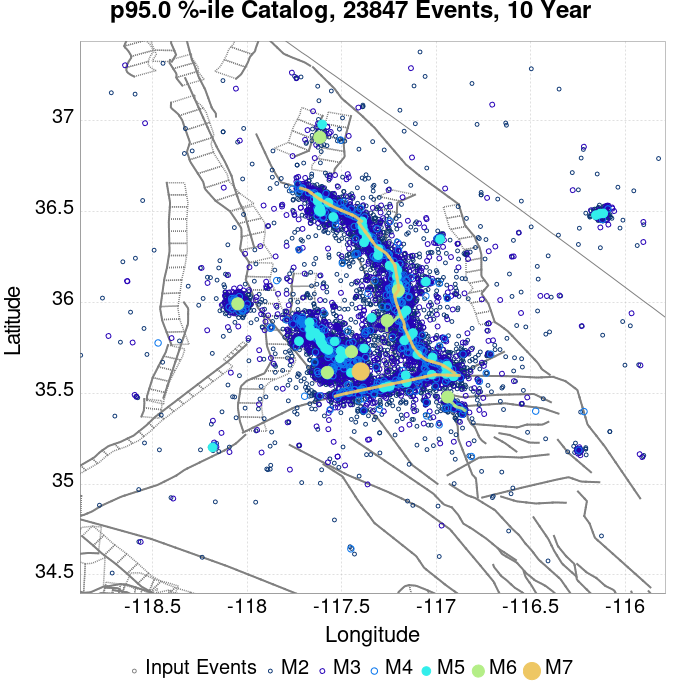 p95.0 %-ile Catalog, 23847 Events, 10 Year
37
36.5
36
35.5
35
34.5
Latitude
-118.5 -118 -117.5 -117 -116.5 -116
Longitude
Input Events M2 M3 M4 M5 M6 M7